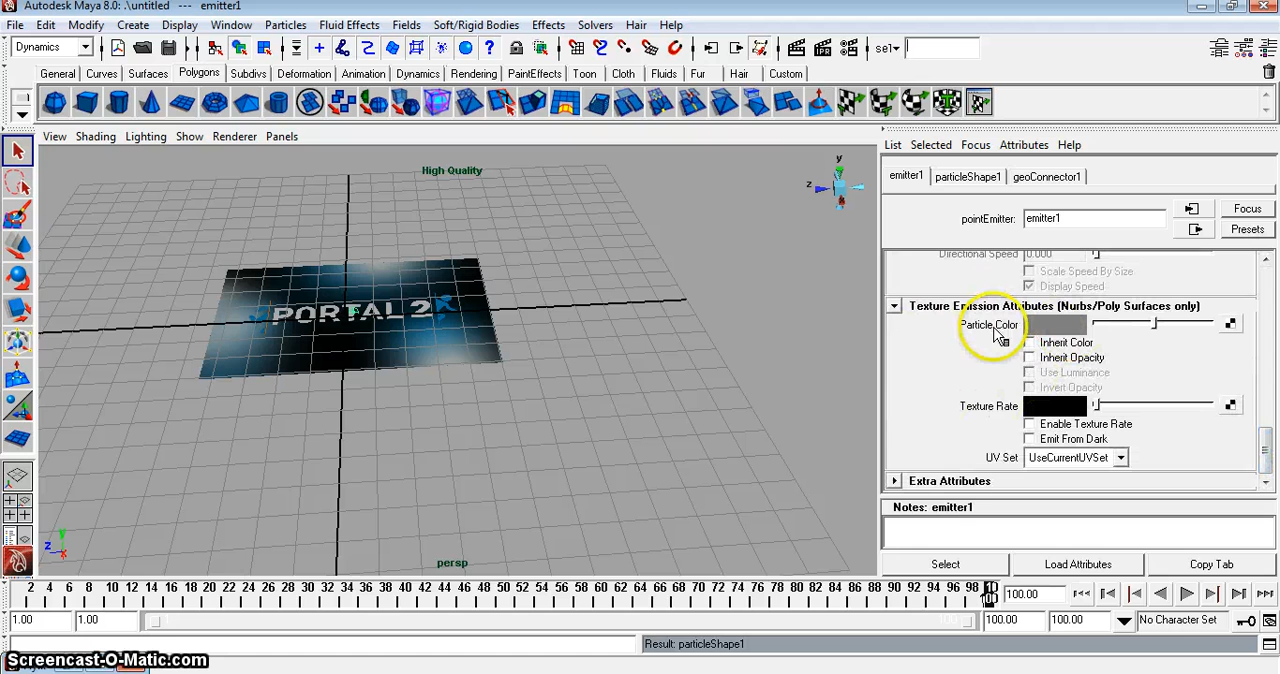 Autodesk Maya 8.0: .\untitled --- emitter1
File Edit Modify Create Display Window Particles Fluid Effects Fields Soft/Rigid Bodies Effects Solvers Hair Help
Dynamics sel
General Curves Surfaces Polygons Subdivs Deformation Animation Dynamics Rendering PaintEffects Toon Cloth Fluids Fur Hair Custom
View Shading Lighting Show Renderer Panels
List Selected Focus Attributes Help
High Quality
y
z
x
emitter1 particleShape1 geoConnector1
pointEmitter: emitter1
Focus
Presets
Directional Speed 0.000
Scale Speed By Size
Display Speed
Texture Emission Attributes (Nurbs/Poly Surfaces only)
Particle Color
Inherit Color
Inherit Opacity
Use Luminance
Invert Opacity
Texture Rate
Enable Texture Rate
Emit From Dark
UV Set UseCurrentUVSet
Extra Attributes
Notes: emitter1
Select Load Attributes Copy Tab
PORTAL 2
y
z
x
persp
2 4 6 8 10 12 14 16 18 20 22 24 26 28 30 32 34 36 38 40 42 44 46 48 50 52 54 56 58 60 62 64 66 68 70 72 74 76 78 80 82 84 86 88 90 92 94 96 98 100
100.00
1.00 1.00 100.00 100.00 No Character Set
Result: particleShape1
Screencast-O-Matic.com